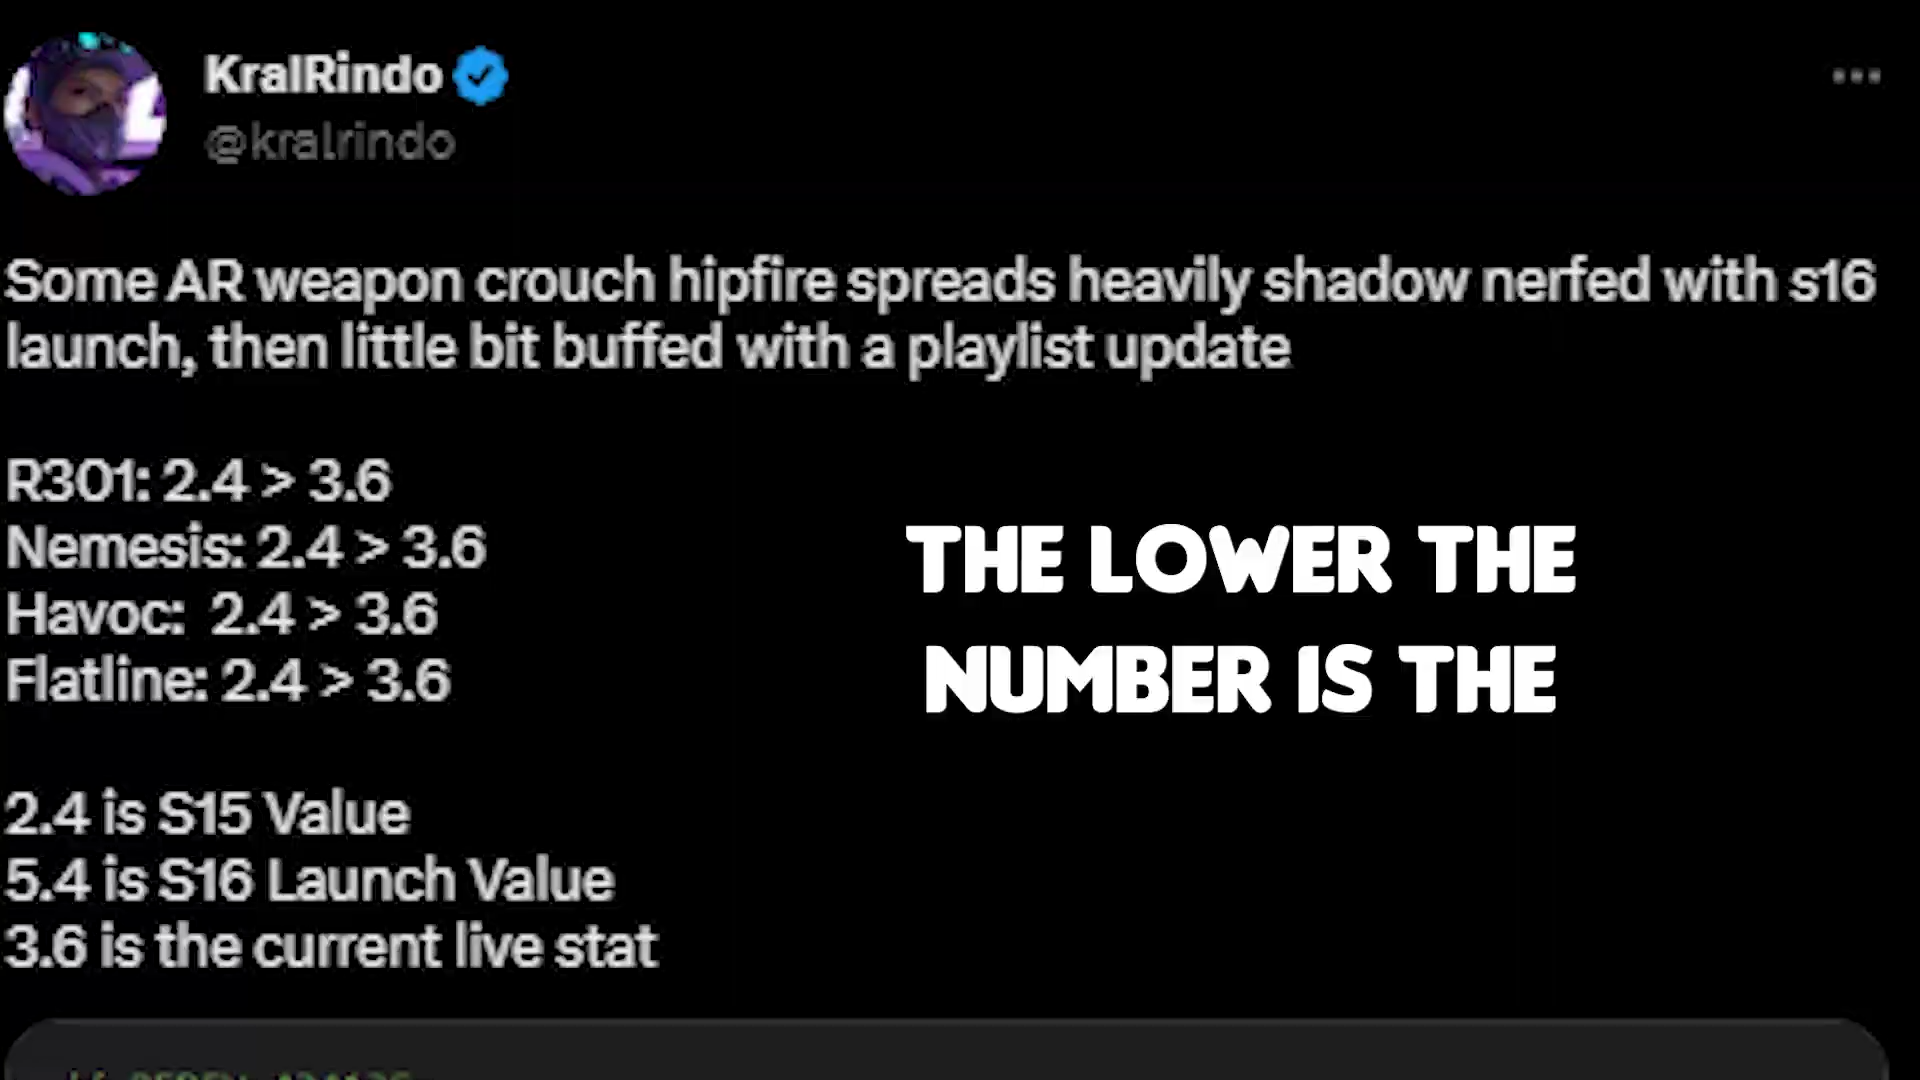 KralRindo
@kralrindo
Some AR weapon crouch hipfire spreads heavily shadow nerfed with s16
launch, then little bit buffed with a playlist update
R301: 2.4 > 3.6
Nemesis: 2.4 > 3.6
Havoc: 2.4 > 3.6
Flatline: 2.4 > 3.6
THE LOWER THE
NUMBER IS THE
2.4 is S15 Value
5.4 is S16 Launch Value
3.6 is the current live stat